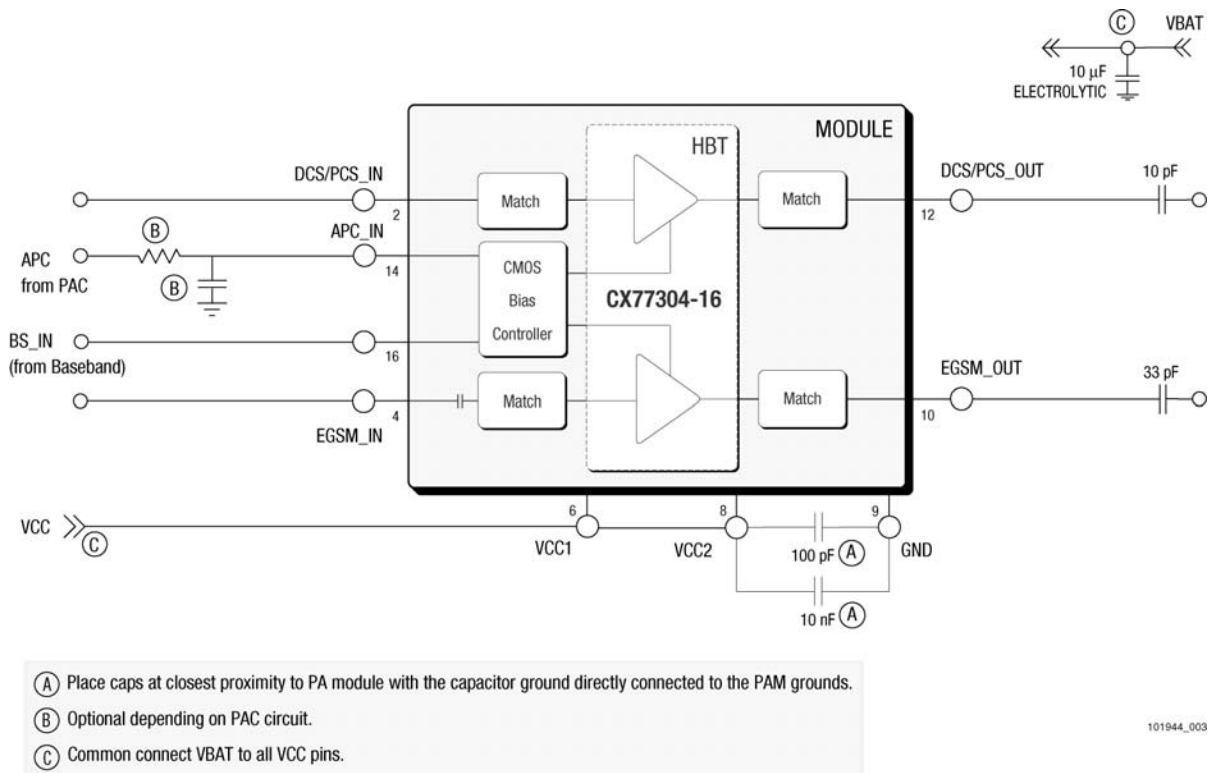 C VBAT
10 µF
ELECTROLYTIC
MODULE
HBT
DCS/PCS_IN
2
Match
Match
DCS/PCS_OUT
12
10 pF
APC
from PAC
B
B
APC_IN
14
CMOS
Bias
Controller
CX77304-16
BS_IN
(from Baseband)
16
EGSM_IN
4
Match
Match
EGSM_OUT
10
33 pF
VCC
C
6
VCC1
8
VCC2
9
GND
100 pF A
10 nF A
A Place caps at closest proximity to PA module with the capacitor ground directly connected to the PAM grounds.
B Optional depending on PAC circuit.
C Common connect VBAT to all VCC pins.
101944_003